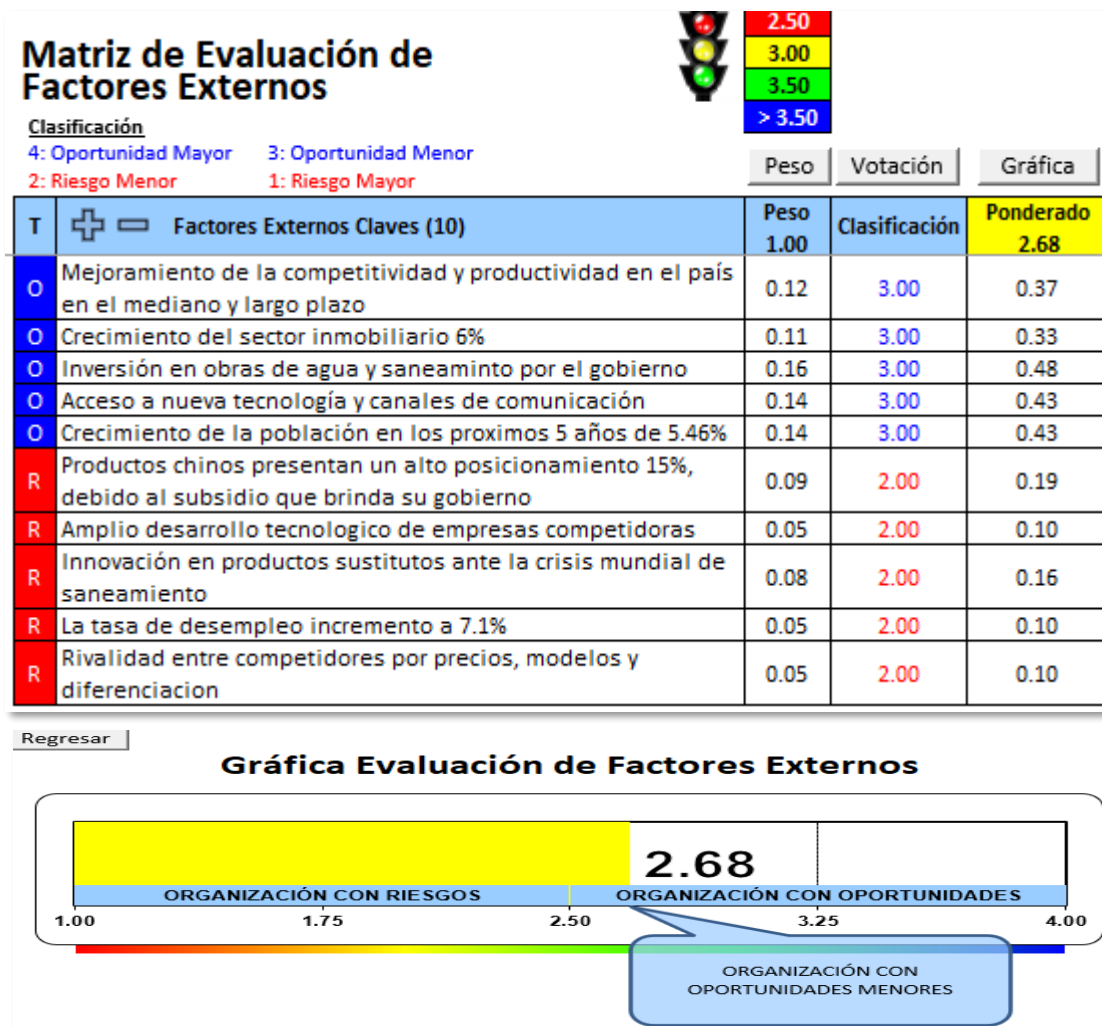 Matriz de Evaluación de
Factores Externos
2.50
3.00
3.50
> 3.50
Clasificación
4: Oportunidad Mayor 3: Oportunidad Menor
2: Riesgo Menor 1: Riesgo Mayor
Peso Votación Gráfica
T Factores Externos Claves (10) Peso 1.00 Clasificación Ponderado 2.68
O Mejoramiento de la competitividad y productividad en el país
en el mediano y largo plazo 0.12 3.00 0.37
O Crecimiento del sector inmobiliario 6% 0.11 3.00 0.33
O Inversión en obras de agua y saneaminto por el gobierno 0.16 3.00 0.48
O Acceso a nueva tecnología y canales de comunicación 0.14 3.00 0.43
O Crecimiento de la población en los proximos 5 años de 5.46% 0.14 3.00 0.43
R Productos chinos presentan un alto posicionamiento 15%,
debido al subsidio que brinda su gobierno 0.09 2.00 0.19
R Amplio desarrollo tecnologico de empresas competidoras 0.05 2.00 0.10
R Innovación en productos sustitutos ante la crisis mundial de
saneamiento 0.08 2.00 0.16
R La tasa de desempleo incremento a 7.1% 0.05 2.00 0.10
R Rivalidad entre competidores por precios, modelos y
diferenciacion 0.05 2.00 0.10
Regresar
Gráfica Evaluación de Factores Externos
2.68
ORGANIZACIÓN CON RIESGOS ORGANIZACIÓN CON OPORTUNIDADES
1.00 1.75 2.50 3.25 4.00
ORGANIZACIÓN CON
OPORTUNIDADES MENORES